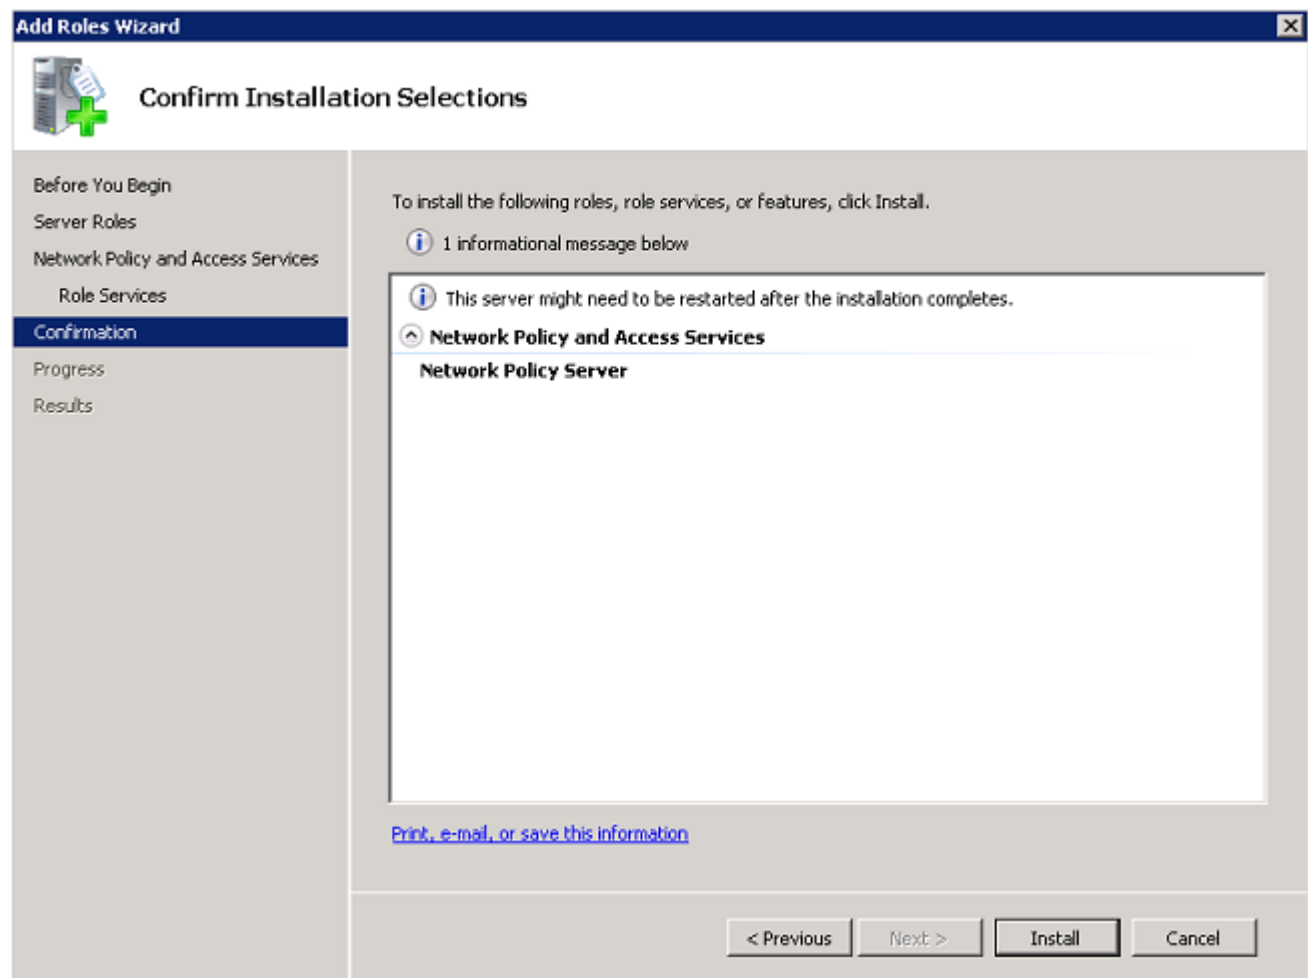 Add Roles Wizard
Confirm Installation Selections
Before You Begin
Server Roles
Network Policy and Access Services
Role Services
Confirmation
Progress
Results
To install the following roles, role services, or features, click Install.
1 informational message below
This server might need to be restarted after the installation completes.
Network Policy and Access Services
Network Policy Server
Print, e-mail, or save this information
< Previous
Next >
Install
Cancel